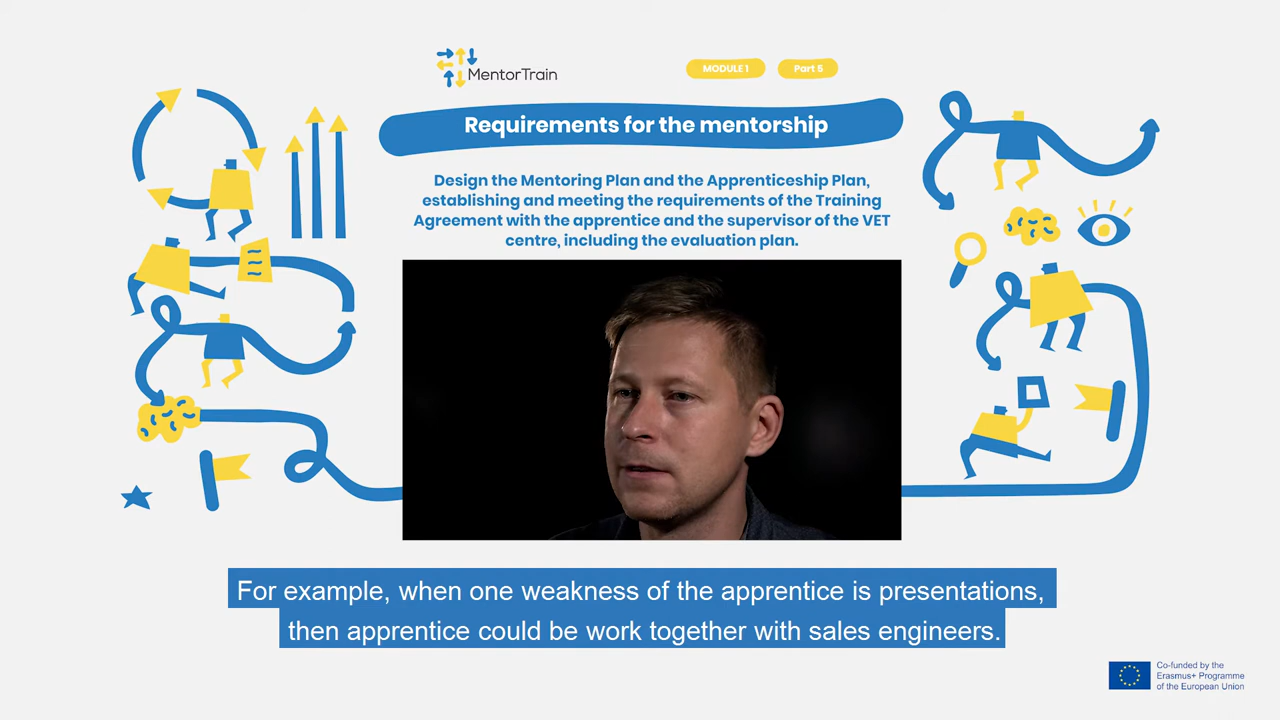 MentorTrain
MODULE 1
Part 5
Requirements for the mentorship
Design the Mentoring Plan and the Apprenticeship Plan,
establishing and meeting the requirements of the Training
Agreement with the apprentice and the supervisor of the VET
centre, including the evaluation plan.
For example, when one weakness of the apprentice is presentations,
then apprentice could be work together with sales engineers.
Co-funded by the
Erasmus+ Programme
of the European Union